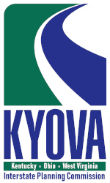 KYOVA
Kentucky • Ohio • West Virginia
Interstate Planning Commission